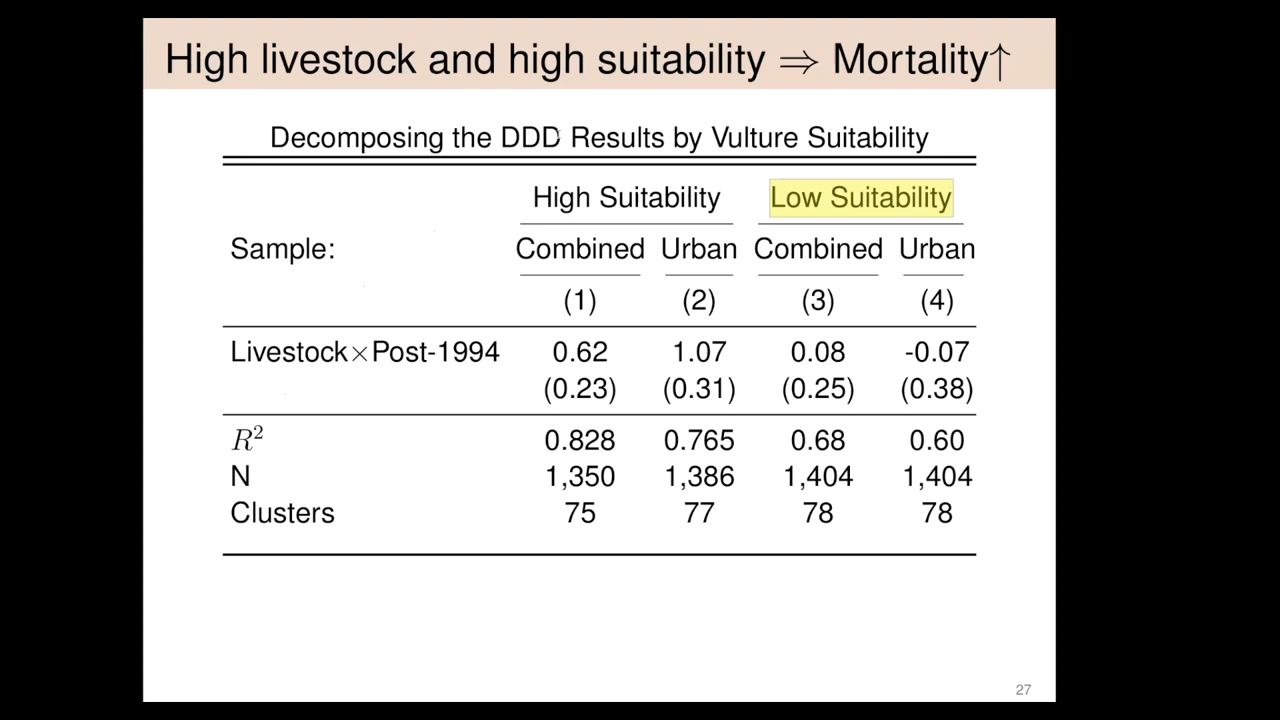 High livestock and high suitability ⇒ Mortality↑
Decomposing the DDD Results by Vulture Suitability
High Suitability Low Suitability
Sample: Combined Urban Combined Urban
(1) (2) (3) (4)
Livestock×Post-1994 0.62 1.07 0.08 -0.07
(0.23) (0.31) (0.25) (0.38)
R² 0.828 0.765 0.68 0.60
N 1,350 1,386 1,404 1,404
Clusters 75 77 78 78
27